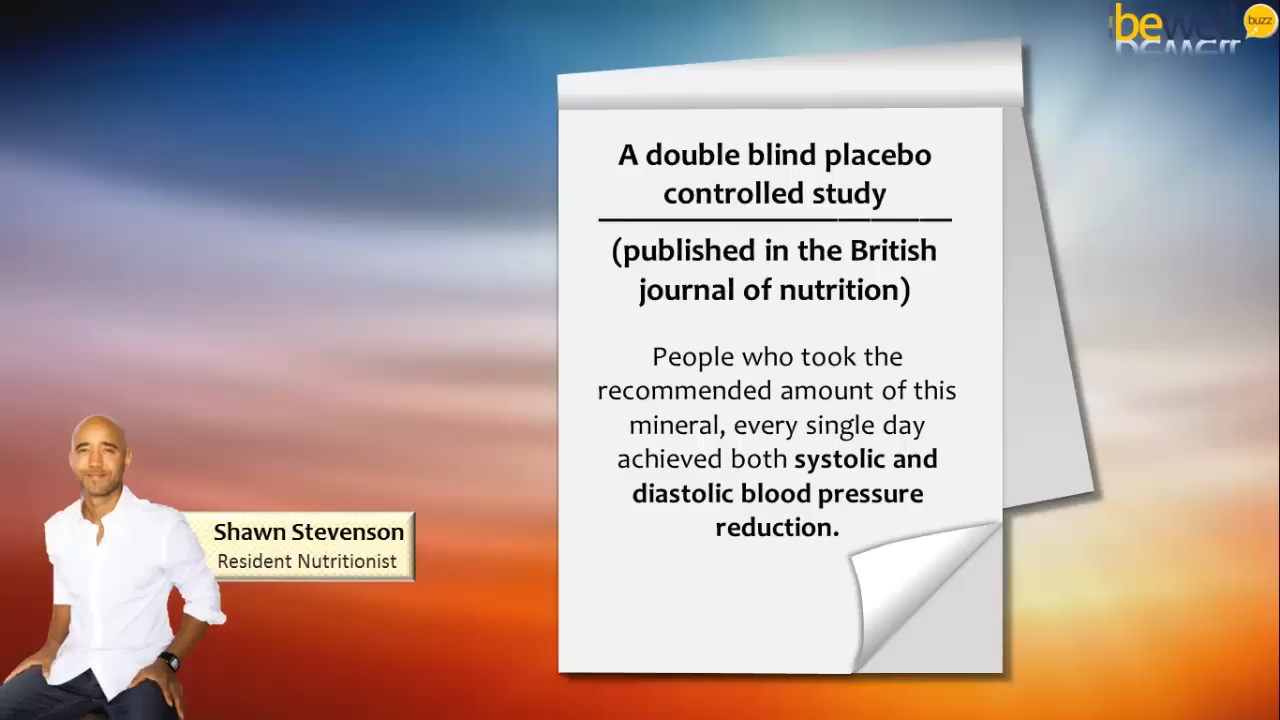 bewell
buzz
A double blind placebo
controlled study
(published in the British
journal of nutrition)
People who took the
recommended amount of this
mineral, every single day
achieved both systolic and
diastolic blood pressure
reduction.
Shawn Stevenson
Resident Nutritionist